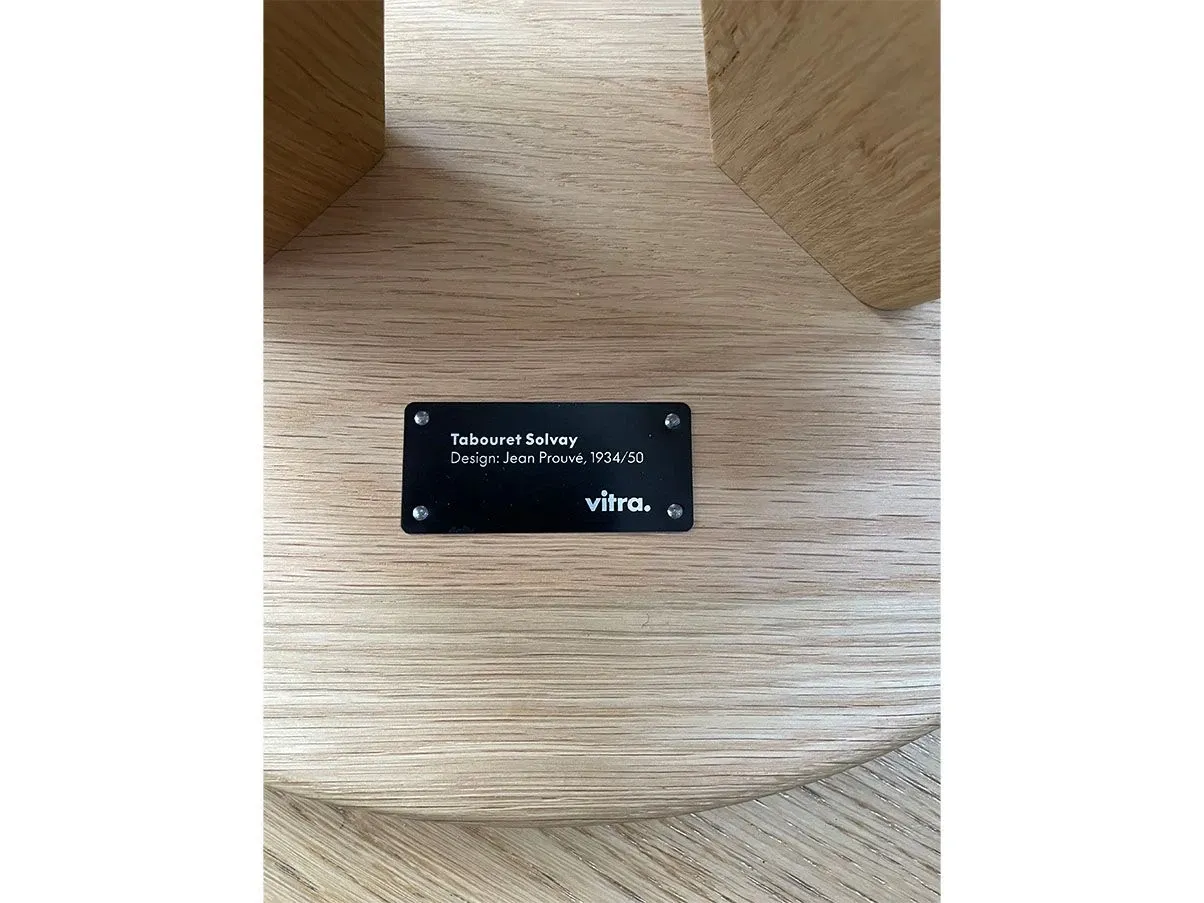 Tabouret Solvay
Design: Jean Prouvé, 1934/50
vitra.